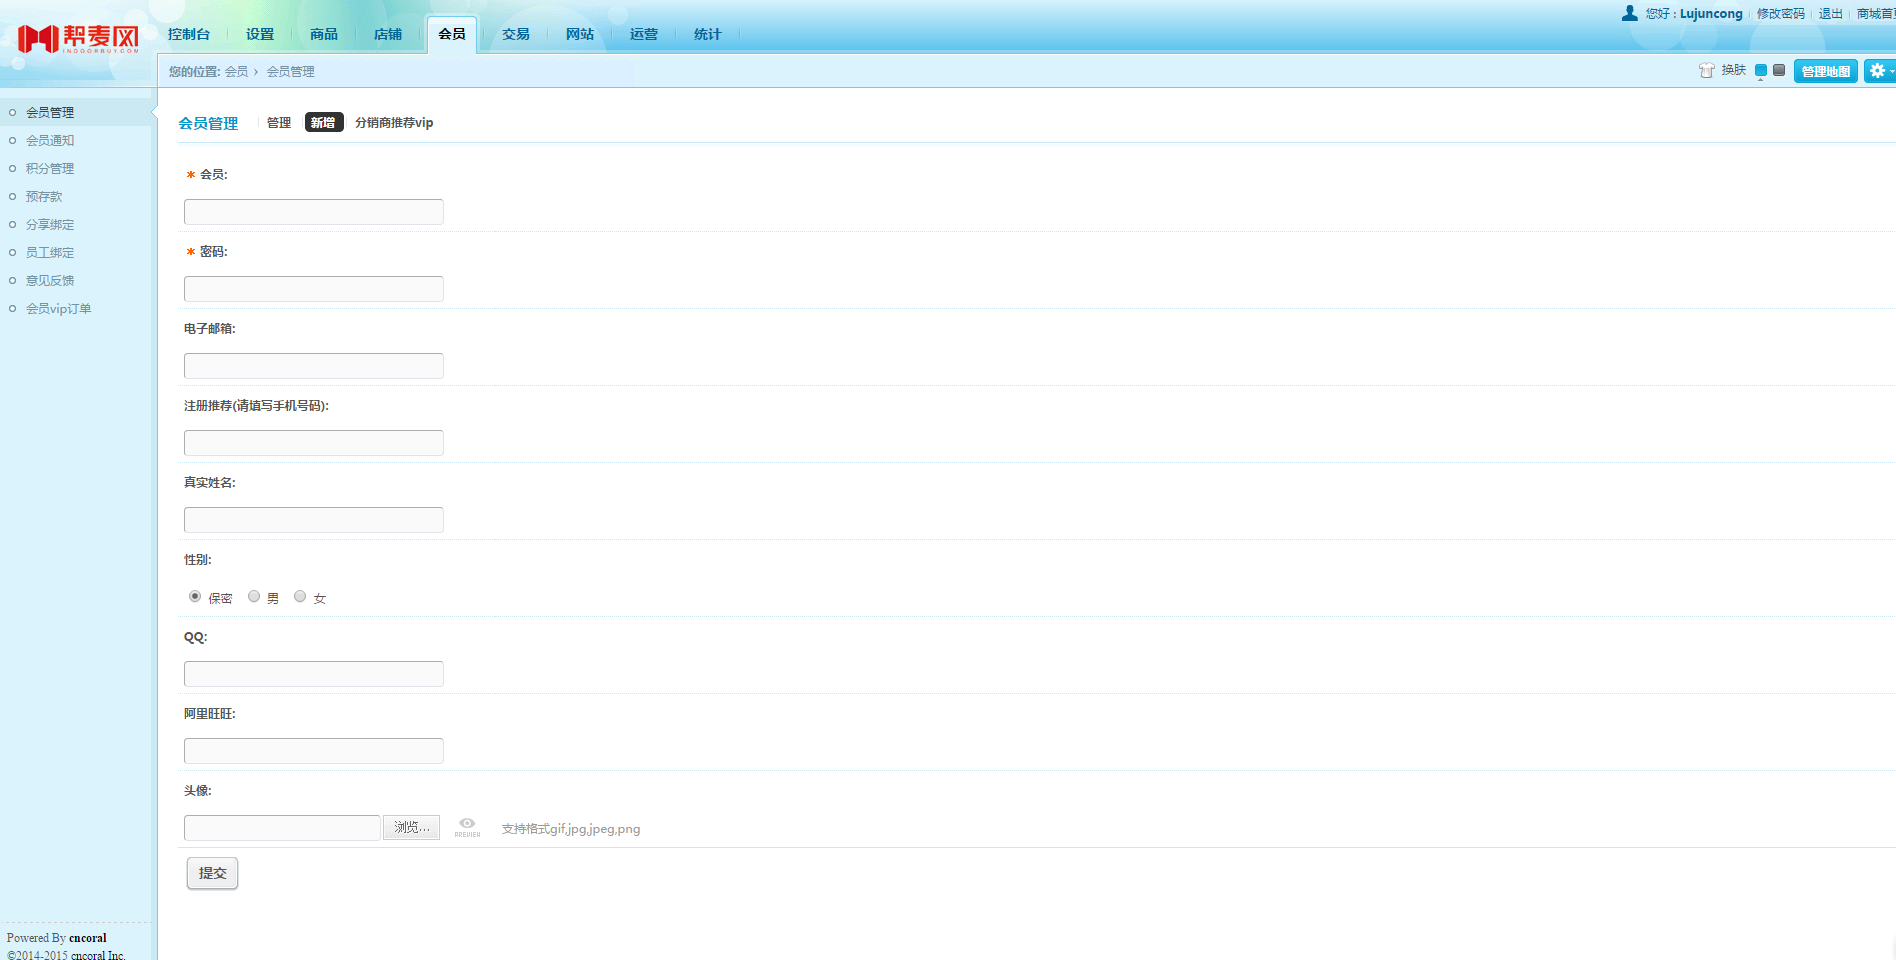 您好 : Lujuncong 修改密码 退出 商城首页
帮麦网
INDOORBUY.COM
控制台 设置 商品 店铺 会员 交易 网站 运营 统计
您的位置: 会员 › 会员管理
换肤 管理地图
会员管理
会员通知
积分管理
预存款
分享绑定
员工绑定
意见反馈
会员vip订单
会员管理 管理 新增 分销商推荐vip
* 会员:
* 密码:
电子邮箱:
注册推荐(请填写手机号码):
真实姓名:
性别:
保密 男 女
QQ:
阿里旺旺:
头像:
浏览... PREVIEW 支持格式gif,jpg,jpeg,png
提交
Powered By cncoral
©2014-2015 cncoral Inc.